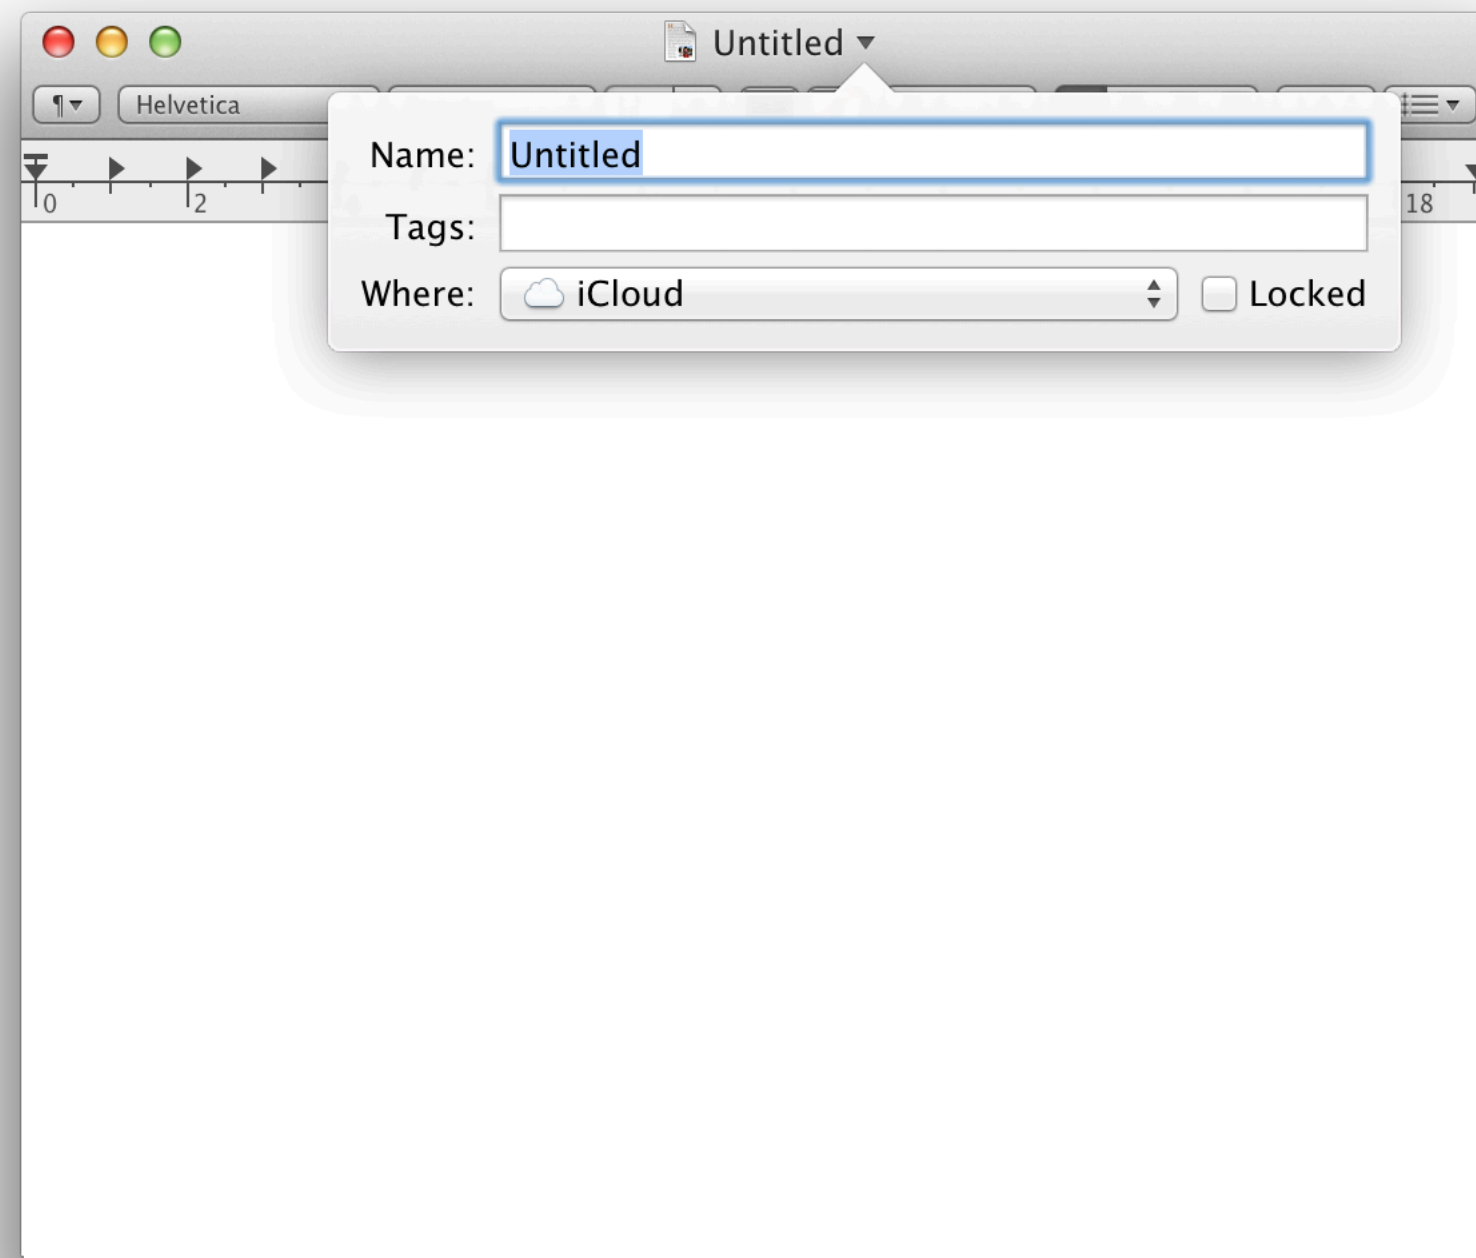 Untitled
¶
Helvetica
Name: Untitled
Tags:
Where: iCloud Locked
0 2 18